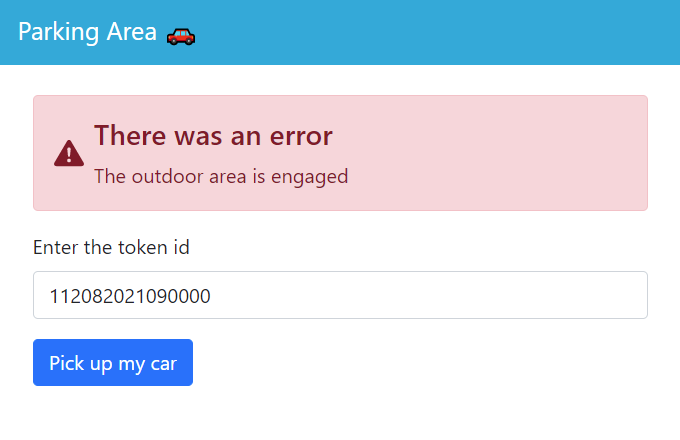 Parking Area 🚗
There was an error
The outdoor area is engaged
Enter the token id
112082021090000
Pick up my car